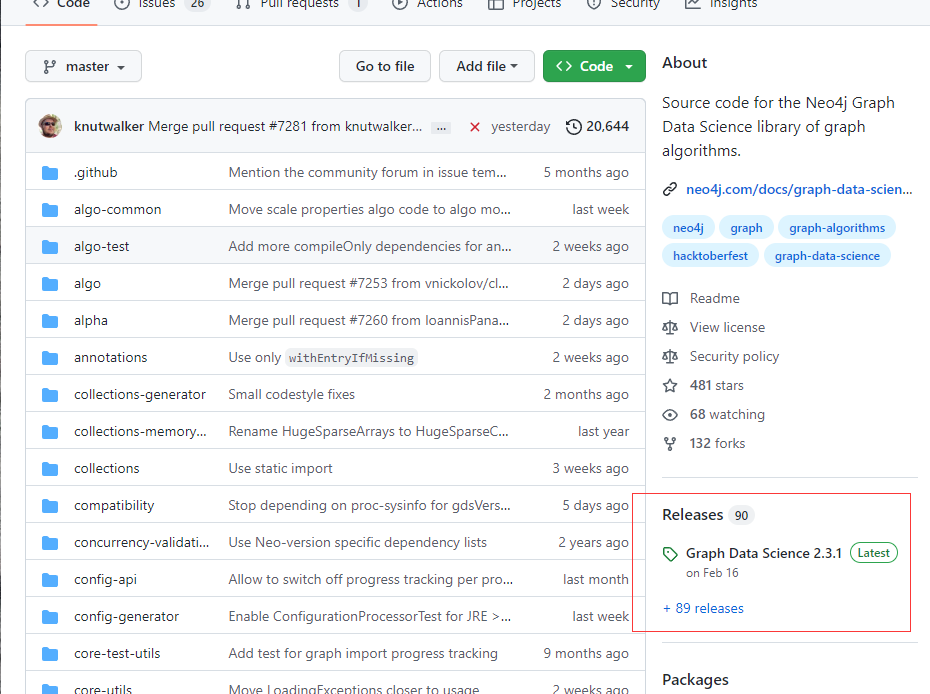 Code Issues 26 Pull requests 1 Actions Projects Security Insights
master Go to file Add file Code
knutwalker Merge pull request #7281 from knutwalker... ... yesterday 20,644
.github Mention the community forum in issue tem... 5 months ago
algo-common Move scale properties algo code to algo mo... last week
algo-test Add more compileOnly dependencies for an... 2 weeks ago
algo Merge pull request #7253 from vnickolov/cl... 2 days ago
alpha Merge pull request #7260 from IoannisPana... 2 days ago
annotations Use only withEntryIfMissing 2 weeks ago
collections-generator Small codestyle fixes 2 months ago
collections-memory... Rename HugeSparseArrays to HugeSparseC... last year
collections Use static import 3 weeks ago
compatibility Stop depending on proc-sysinfo for gdsVers... 5 days ago
concurrency-validati... Use Neo-version specific dependency lists 2 years ago
config-api Allow to switch off progress tracking per pro... last month
config-generator Enable ConfigurationProcessorTest for JRE >... last week
core-test-utils Add test for graph import progress tracking 9 months ago
core-utils Move LoadingExceptions closer to usage 2 weeks ago
About
Source code for the Neo4j Graph
Data Science library of graph
algorithms.
neo4j.com/docs/graph-data-scien...
neo4j graph graph-algorithms
hacktoberfest graph-data-science
Readme
View license
Security policy
481 stars
68 watching
132 forks
Releases 90
Graph Data Science 2.3.1 Latest
on Feb 16
+ 89 releases
Packages